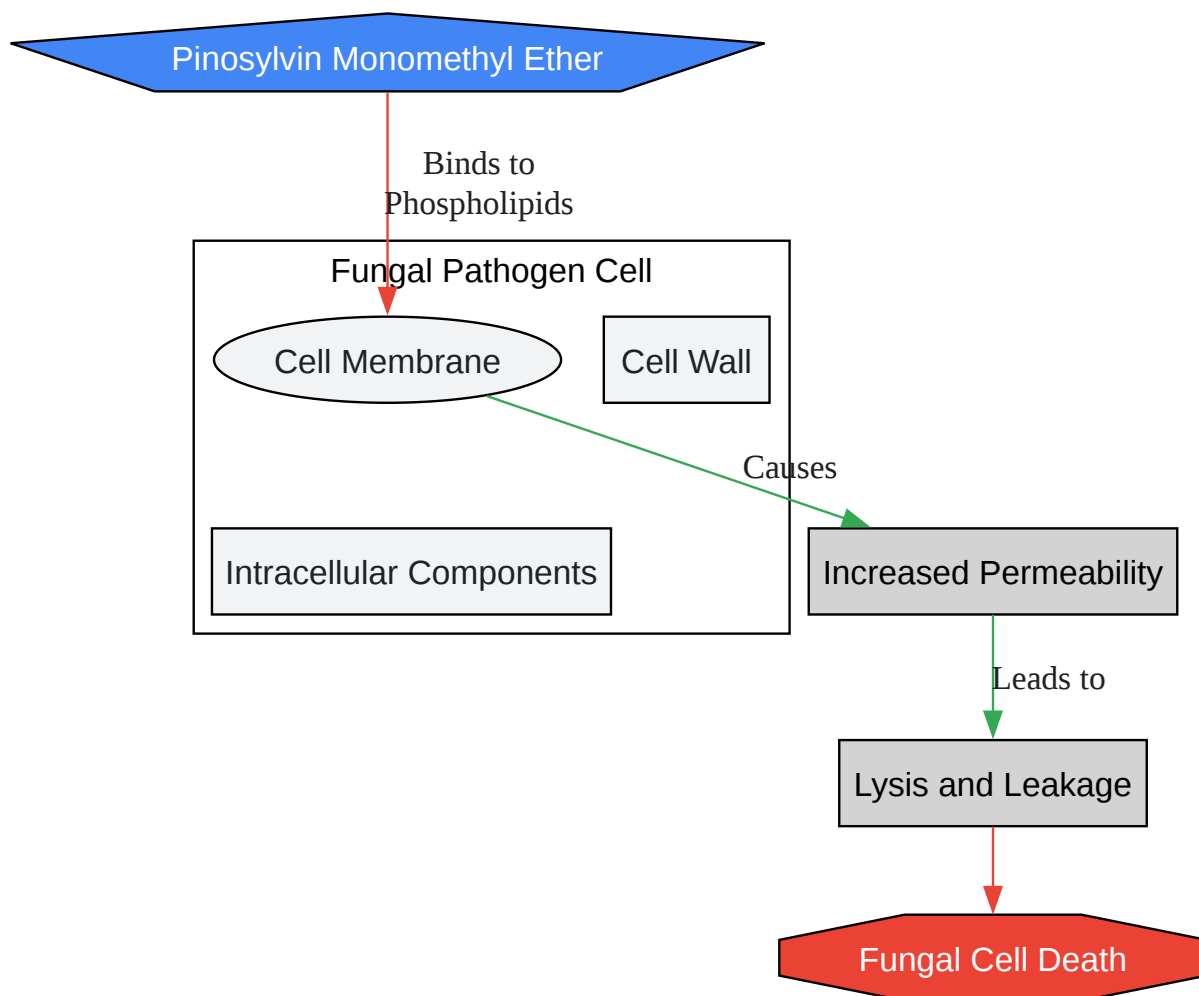 Pinosylvin Monomethyl Ether
Binds to
Phospholipids
Fungal Pathogen Cell
Cell Membrane
Cell Wall
Causes
Intracellular Components
Increased Permeability
Leads to
Lysis and Leakage
Fungal Cell Death